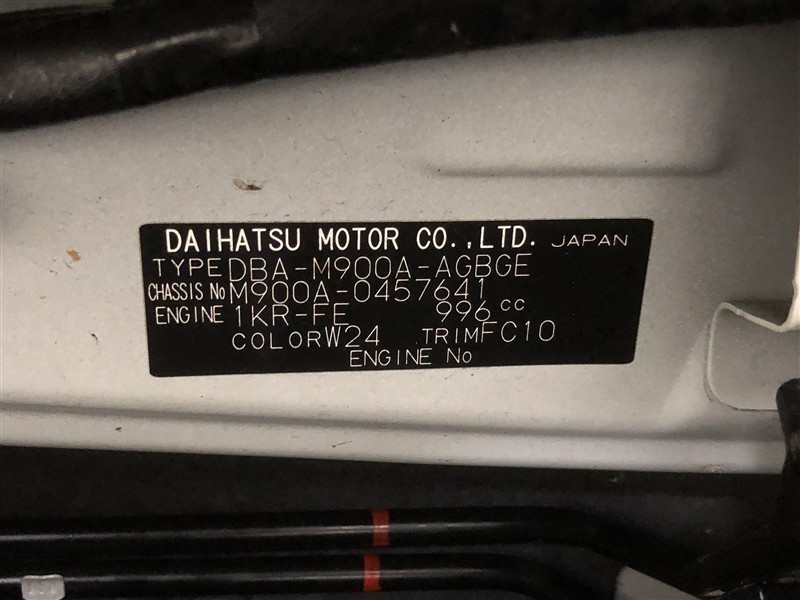 DAIHATSU MOTOR CO.,LTD. JAPAN
TYPE DBA-M900A-AGBGE
CHASSIS No M900A-0457641
ENGINE 1KR-FE 996 cc
COLOR W24 TRIM FC10
ENGINE No